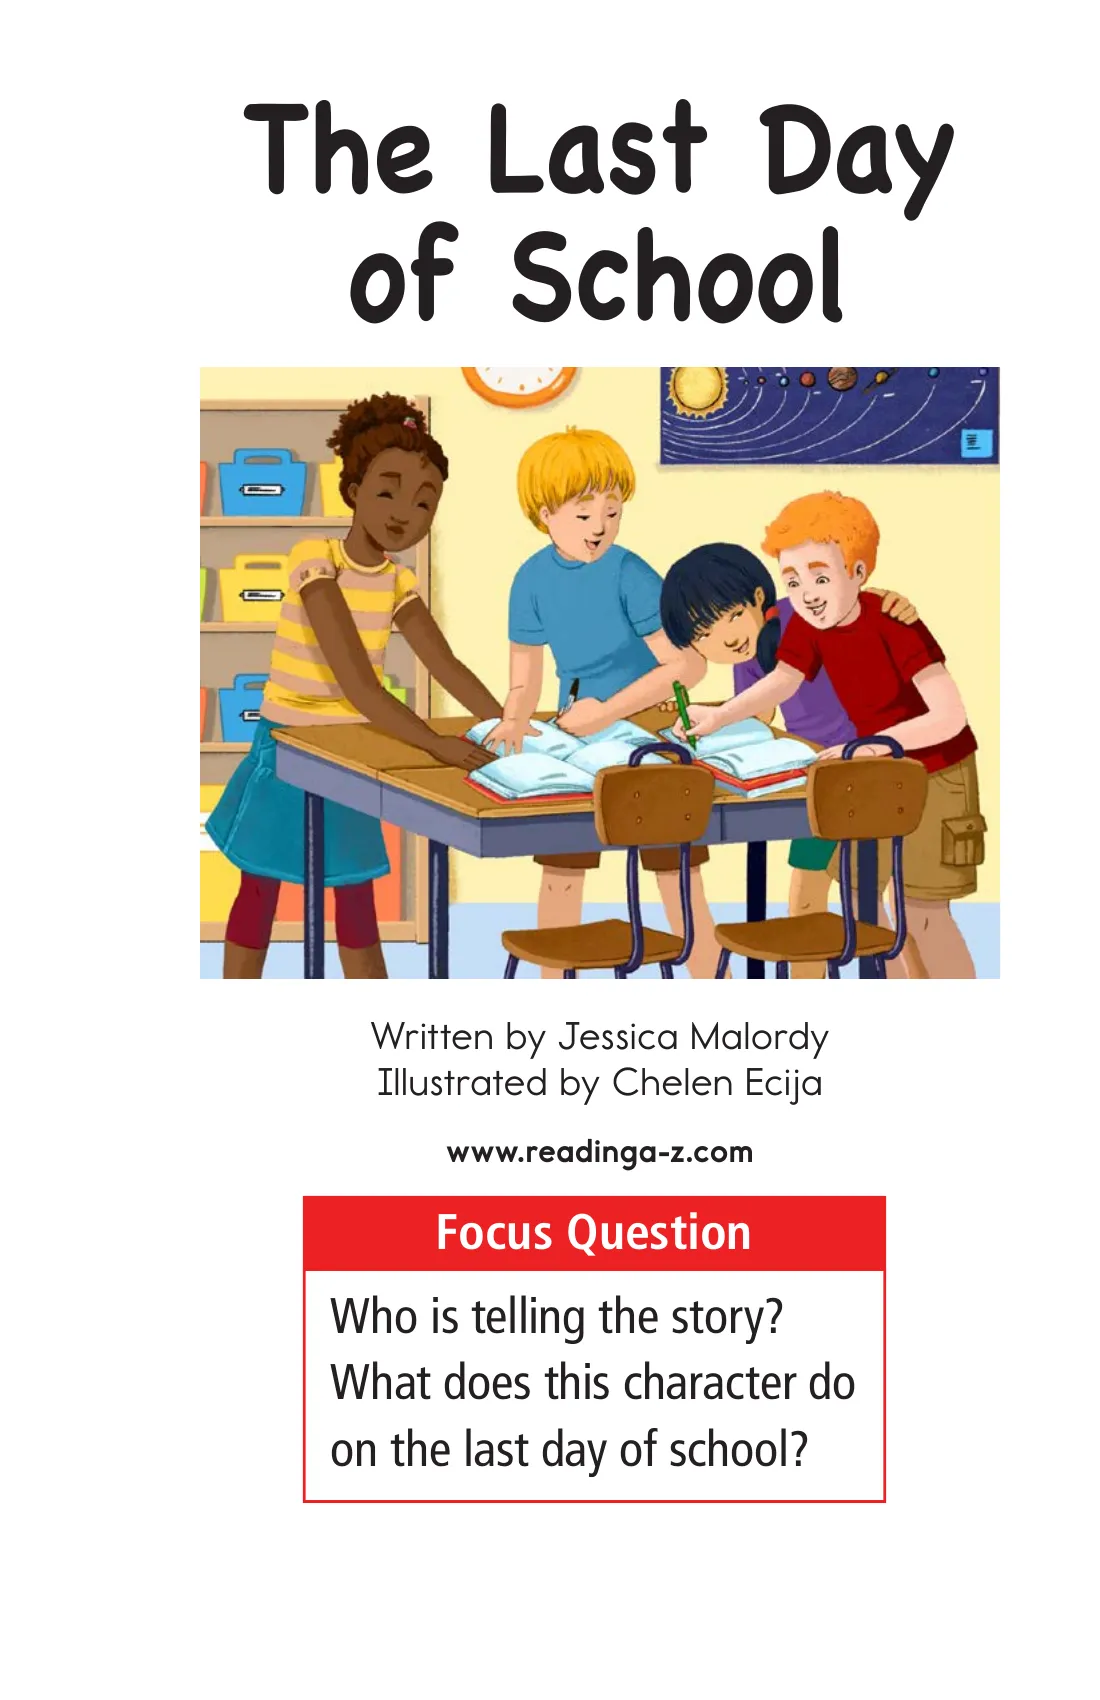 The Last Day
of School
Written by Jessica Malordy
Illustrated by Chelen Ecija
www.readinga-z.com
Focus Question
Who is telling the story?
What does this character do
on the last day of school?